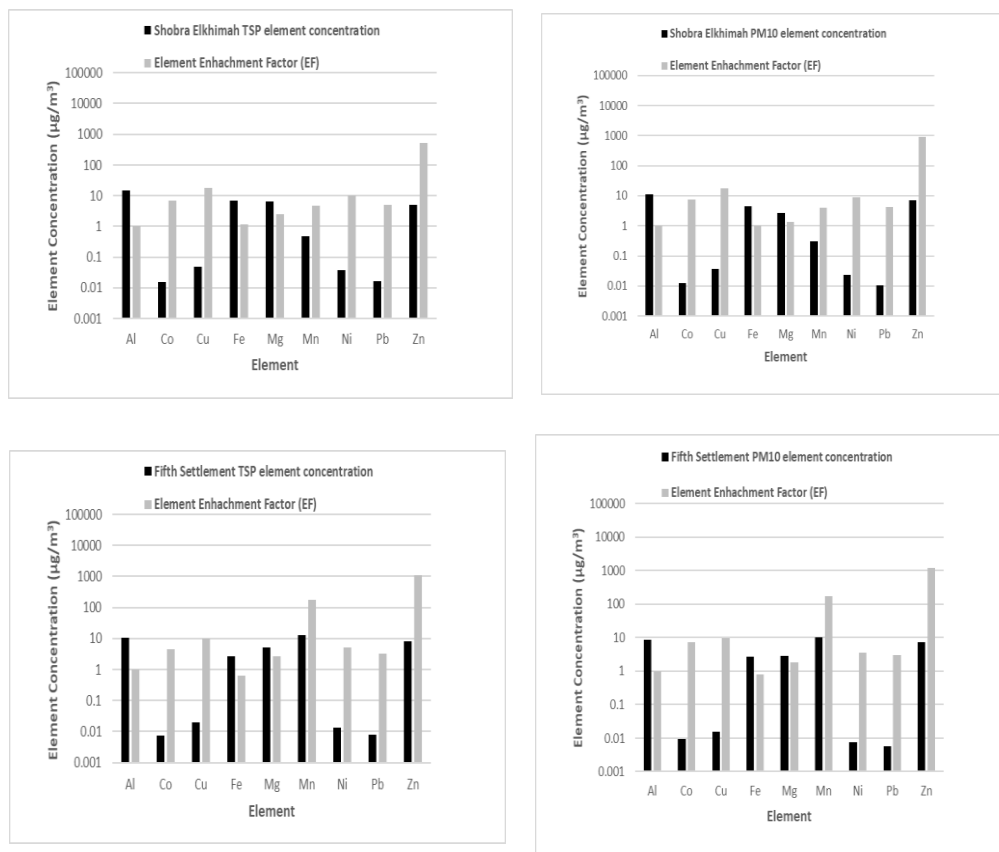 Shobra Elkhimah TSP element concentration
Element Enhachment Factor (EF)
Element Concentration (µg/m³)
100000
10000
1000
100
10
1
0.1
0.01
0.001
Al Co Cu Fe Mg Mn Ni Pb Zn
Element
Shobra Elkhimah PM10 element concentration
Element Enhachment Factor (EF)
Element Concentration (µg/m³)
100000
10000
1000
100
10
1
0.1
0.01
0.001
Al Co Cu Fe Mg Mn Ni Pb Zn
Element
Fifth Settlement TSP element concentration
Element Enhachment Factor (EF)
Element Concentration (µg/m³)
100000
10000
1000
100
10
1
0.1
0.01
0.001
Al Co Cu Fe Mg Mn Ni Pb Zn
Element
Fifth Settlement PM10 element concentration
Element Enhachment Factor (EF)
Element Concentration (µg/m³)
100000
10000
1000
100
10
1
0.1
0.01
0.001
Al Co Cu Fe Mg Mn Ni Pb Zn
Element